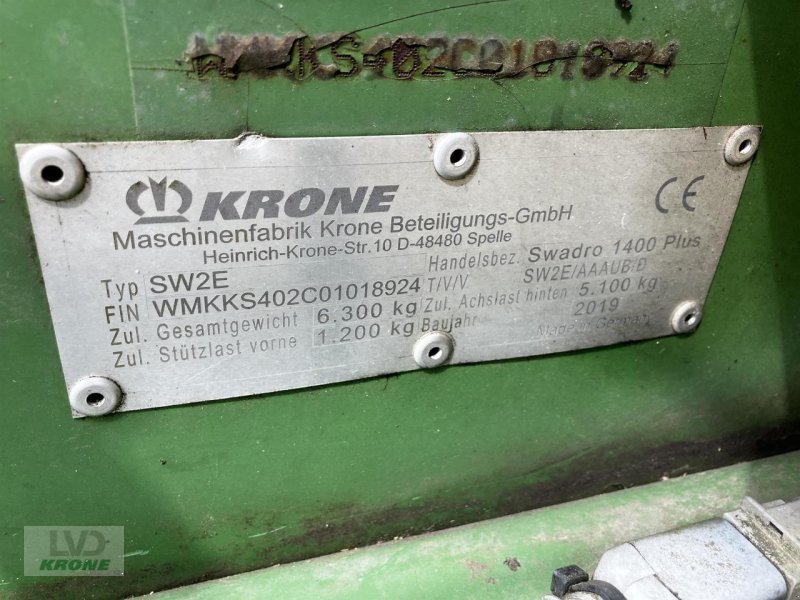 WMKKS402C01018924
KRONE
CE
Maschinenfabrik Krone Beteiligungs-GmbH
Heinrich-Krone-Str.10 D-48480 Spelle
Typ SW2E
Handelsbez. Swadro 1400 Plus
FIN WMKKS402C01018924
T/V/V SW2E/AAAUB/D
Zul. Gesamtgewicht 6.300 kg
Zul. Achslast hinten 5.100 kg
Zul. Stützlast vorne 1.200 kg
Baujahr 2019
Made in Germany
LVD
KRONE